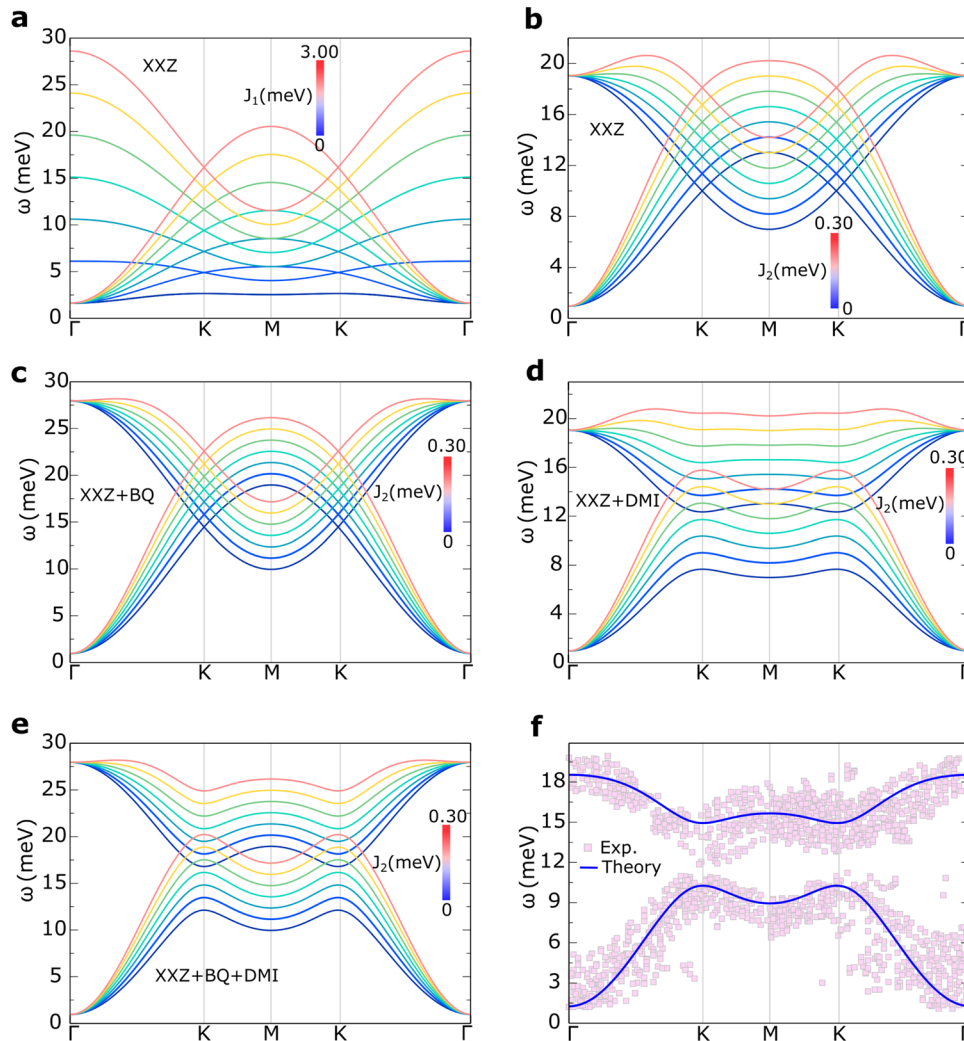 a
30
25
20
15
10
5
0
ω (meV)
XXZ
3.00
J₁(meV)
0
Γ K M K Γ
b
20
16
12
8
4
0
ω (meV)
XXZ
0.30
J₂(meV)
0
Γ K M K Γ
c
30
25
20
15
10
5
0
ω (meV)
XXZ+BQ
0.30
J₂(meV)
0
Γ K M K Γ
d
20
16
12
8
4
0
ω (meV)
XXZ+DMI
0.30
J₂(meV)
0
Γ K M K Γ
e
30
25
20
15
10
5
0
ω (meV)
0.30
J₂(meV)
0
XXZ+BQ+DMI
Γ K M K Γ
f
18
15
12
9
6
3
0
ω (meV)
Exp.
Theory
Γ K M K Γ